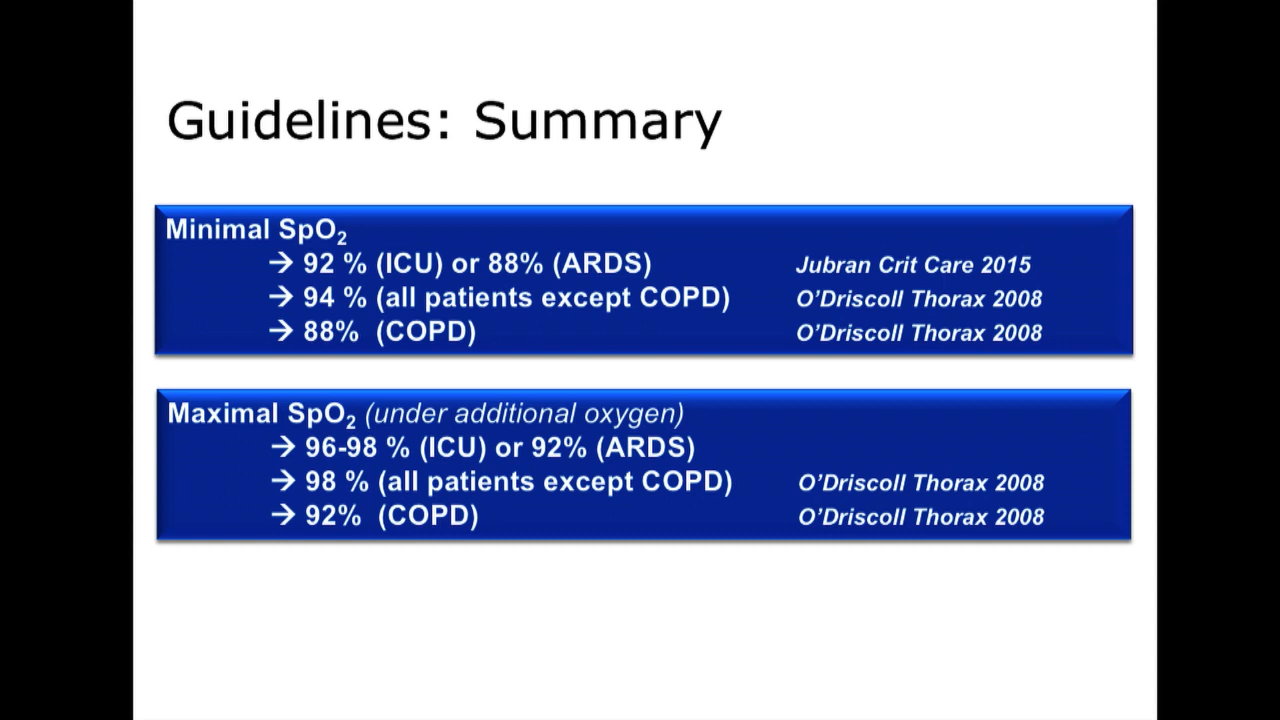 Guidelines: Summary
Minimal SpO₂
→ 92 % (ICU) or 88% (ARDS) Jubran Crit Care 2015
→ 94 % (all patients except COPD) O’Driscoll Thorax 2008
→ 88% (COPD) O’Driscoll Thorax 2008
Maximal SpO₂ (under additional oxygen)
→ 96-98 % (ICU) or 92% (ARDS)
→ 98 % (all patients except COPD) O’Driscoll Thorax 2008
→ 92% (COPD) O’Driscoll Thorax 2008